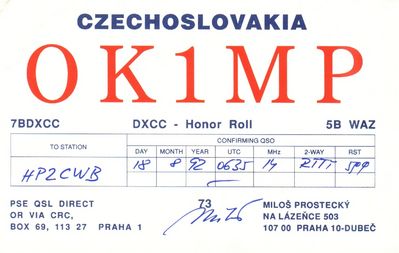 CZECHOSLOVAKIA
OK1MP
7BDXCC DXCC - Honor Roll 5B WAZ
TO STATION
CONFIRMING QSO
DAY MONTH YEAR UTC MHz 2-WAY RST
HP2CWB 18 8 92 0635 14 RTTY 599
PSE QSL DIRECT
OR VIA CRC,
BOX 69, 113 27 PRAHA 1
73
MILOŠ PROSTECKÝ
NA LÁZEŇCE 503
107 00 PRAHA 10-DUBEČ